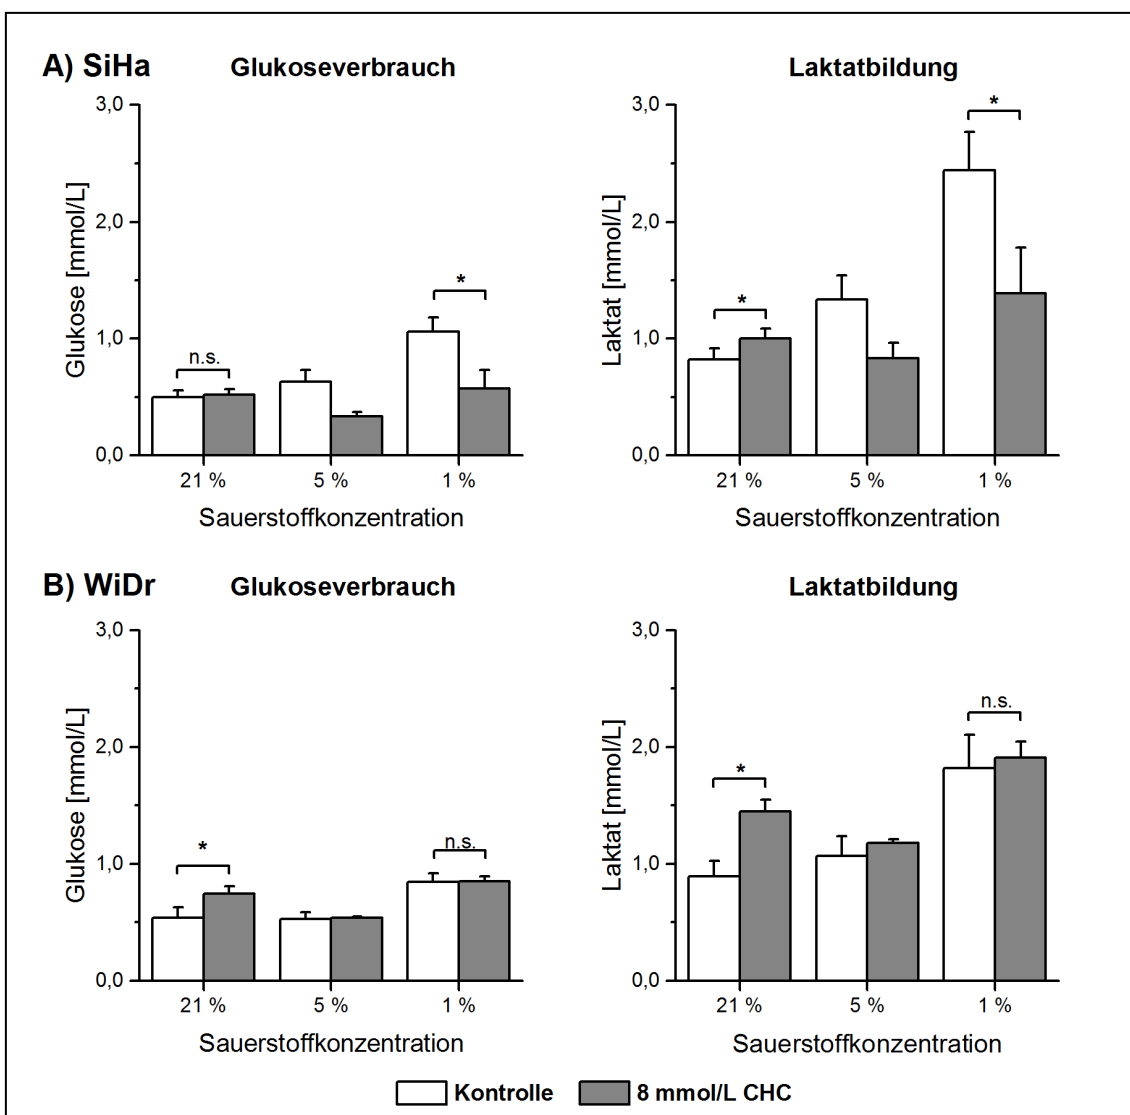 A) SiHa
Glukoseverbrauch
Laktatbildung
Glukose [mmol/L]
3,0
2,0
1,0
0,0
n.s.
*
21 %
5 %
1 %
Sauerstoffkonzentration
Laktat [mmol/L]
3,0
2,0
1,0
0,0
*
*
21 %
5 %
1 %
Sauerstoffkonzentration
B) WiDr
Glukoseverbrauch
Laktatbildung
Glukose [mmol/L]
3,0
2,0
1,0
0,0
*
n.s.
21 %
5 %
1 %
Sauerstoffkonzentration
Laktat [mmol/L]
3,0
2,0
1,0
0,0
*
n.s.
21 %
5 %
1 %
Sauerstoffkonzentration
Kontrolle
8 mmol/L CHC